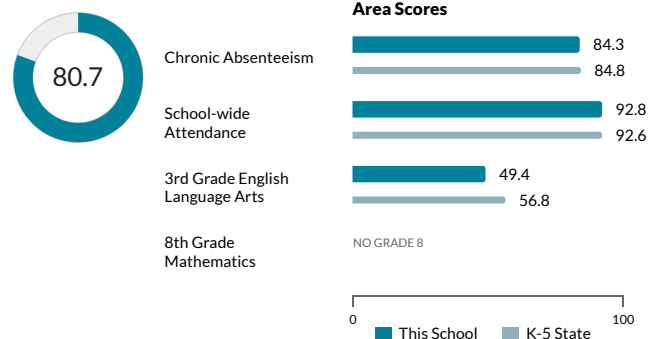 Area Scores
80.7
Chronic Absenteeism
84.3
84.8
School-wide
Attendance
92.8
92.6
3rd Grade English
Language Arts
49.4
56.8
8th Grade
Mathematics
NO GRADE 8
0
100
This School
K-5 State